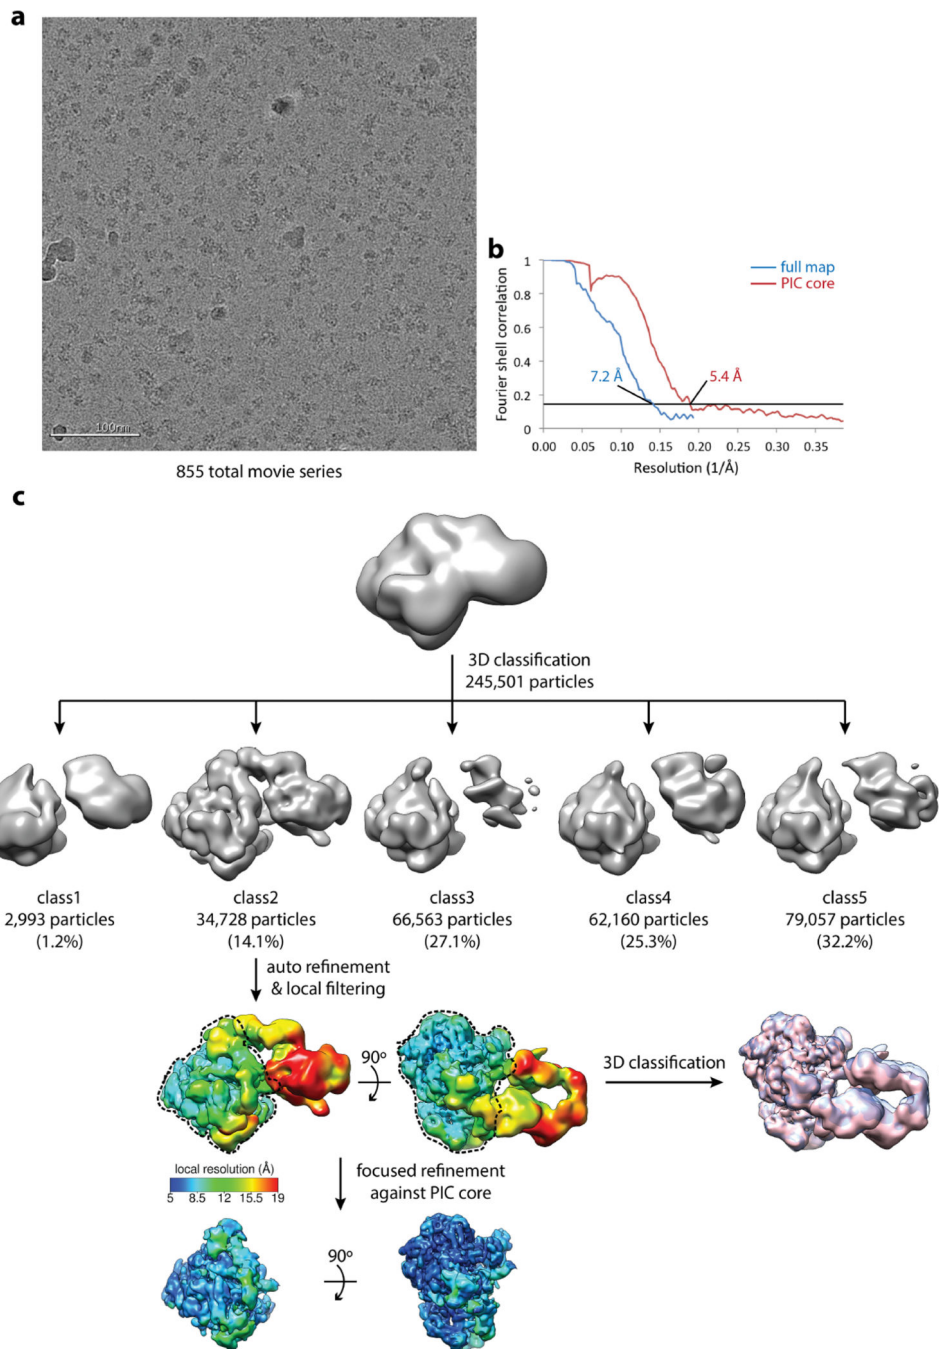 a
100nm
855 total movie series
b
full map
PIC core
Fourier shell correlation
1
0.8
0.6
0.4
0.2
0
7.2 Å
5.4 Å
0.00 0.05 0.10 0.15 0.20 0.25 0.30 0.35
Resolution (1/Å)
c
3D classification
245,501 particles
class1
2,993 particles
(1.2%)
class2
34,728 particles
(14.1%)
class3
66,563 particles
(27.1%)
class4
62,160 particles
(25.3%)
class5
79,057 particles
(32.2%)
auto refinement
& local filtering
90º
3D classification
local resolution (Å)
5 8.5 12 15.5 19
focused refinement
against PIC core
90º